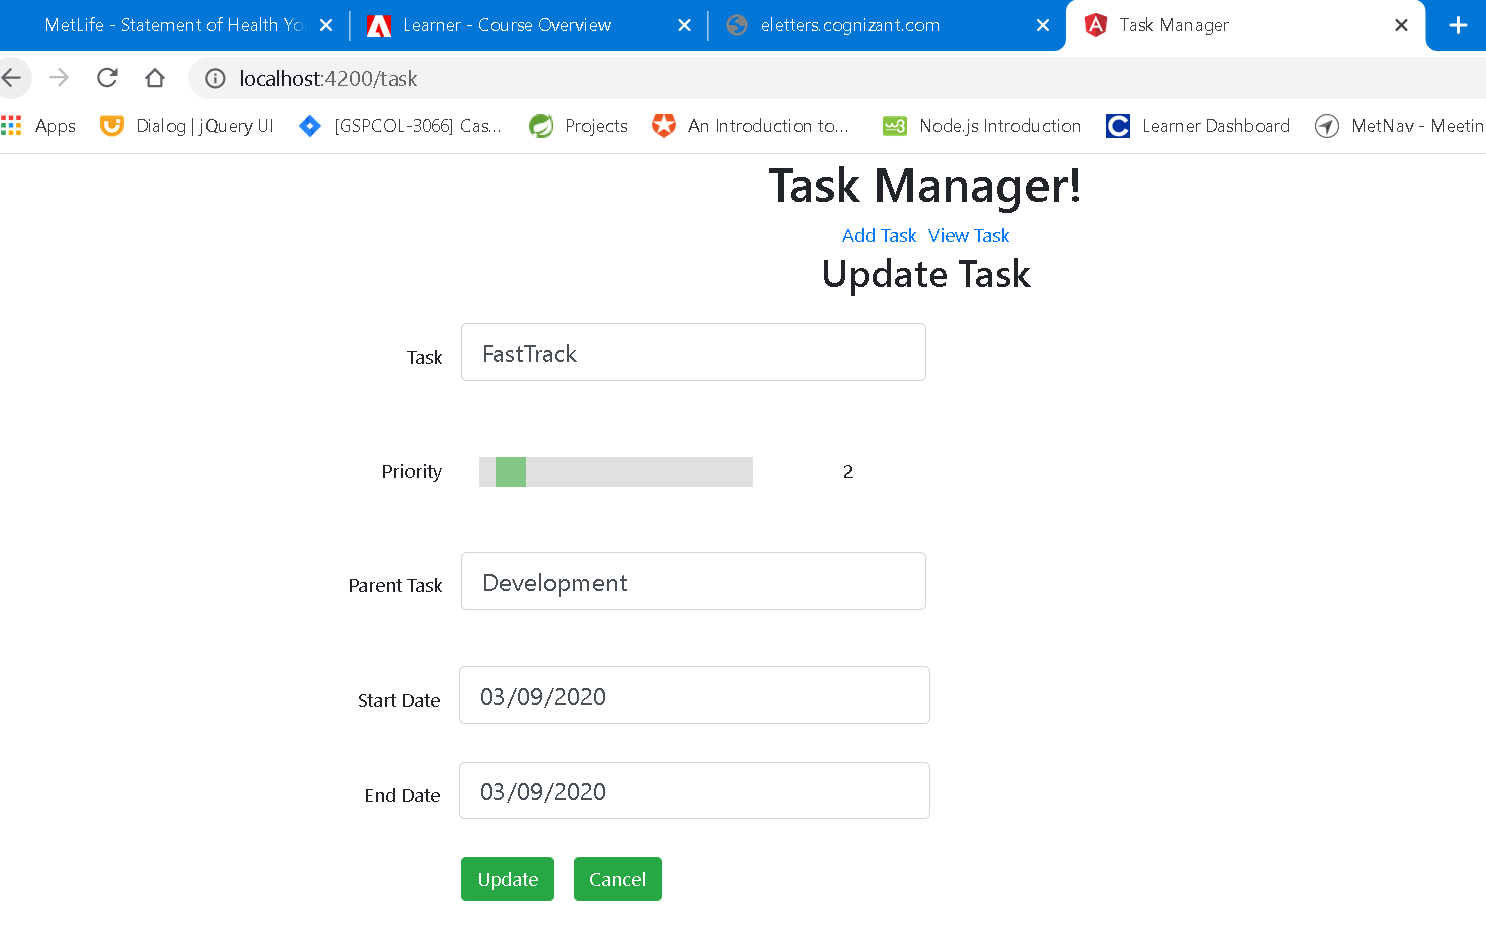 MetLife - Statement of Health Yo
Learner - Course Overview
eletters.cognizant.com
Task Manager
localhost:4200/task
Apps
Dialog | jQuery UI
[GSPCOL-3066] Cas...
Projects
An Introduction to...
Node.js Introduction
Learner Dashboard
MetNav - Meetin
Task Manager!
Add Task View Task
Update Task
Task FastTrack
Priority 2
Parent Task Development
Start Date 03/09/2020
End Date 03/09/2020
Update Cancel